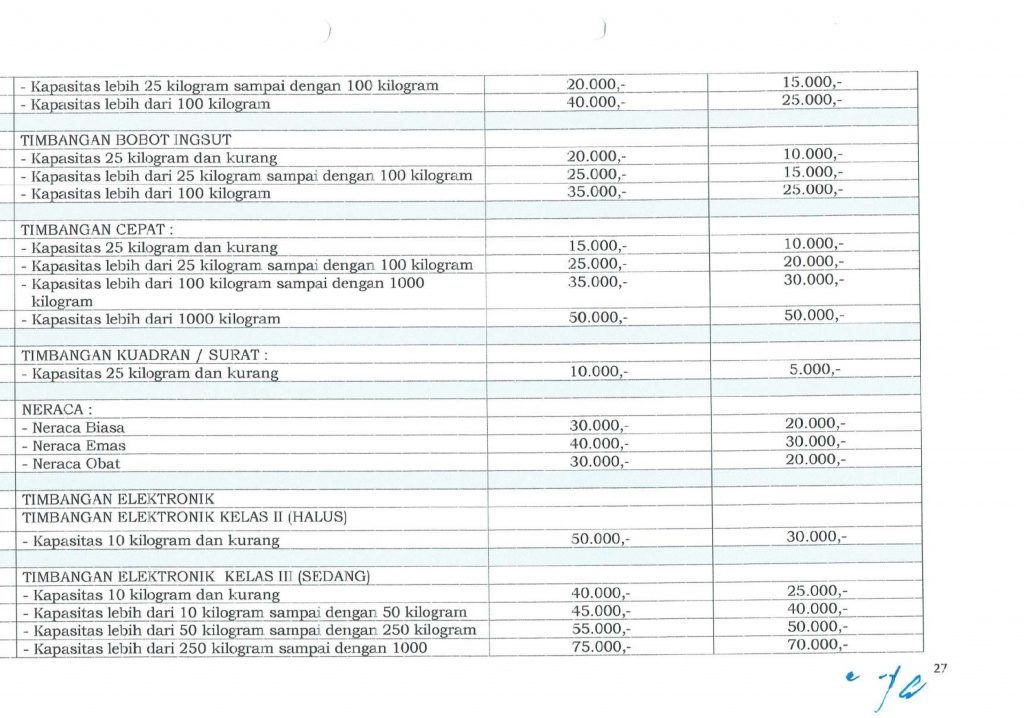 - Kapasitas lebih 25 kilogram sampai dengan 100 kilogram 20.000,- 15.000,-
- Kapasitas lebih dari 100 kilogram 40.000,- 25.000,-
TIMBANGAN BOBOT INGSUT
- Kapasitas 25 kilogram dan kurang 20.000,- 10.000,-
- Kapasitas lebih dari 25 kilogram sampai dengan 100 kilogram 25.000,- 15.000,-
- Kapasitas lebih dari 100 kilogram 35.000,- 25.000,-
TIMBANGAN CEPAT :
- Kapasitas 25 kilogram dan kurang 15.000,- 10.000,-
- Kapasitas lebih dari 25 kilogram sampai dengan 100 kilogram 25.000,- 20.000,-
- Kapasitas lebih dari 100 kilogram sampai dengan 1000 35.000,- 30.000,-
kilogram
- Kapasitas lebih dari 1000 kilogram 50.000,- 50.000,-
TIMBANGAN KUADRAN / SURAT :
- Kapasitas 25 kilogram dan kurang 10.000,- 5.000,-
NERACA :
- Neraca Biasa 30.000,- 20.000,-
- Neraca Emas 40.000,- 30.000,-
- Neraca Obat 30.000,- 20.000,-
TIMBANGAN ELEKTRONIK
TIMBANGAN ELEKTRONIK KELAS II (HALUS)
- Kapasitas 10 kilogram dan kurang 50.000,- 30.000,-
TIMBANGAN ELEKTRONIK KELAS III (SEDANG)
- Kapasitas 10 kilogram dan kurang 40.000,- 25.000,-
- Kapasitas lebih dari 10 kilogram sampai dengan 50 kilogram 45.000,- 40.000,-
- Kapasitas lebih dari 50 kilogram sampai dengan 250 kilogram 55.000,- 50.000,-
- Kapasitas lebih dari 250 kilogram sampai dengan 1000 75.000,- 70.000,-
27